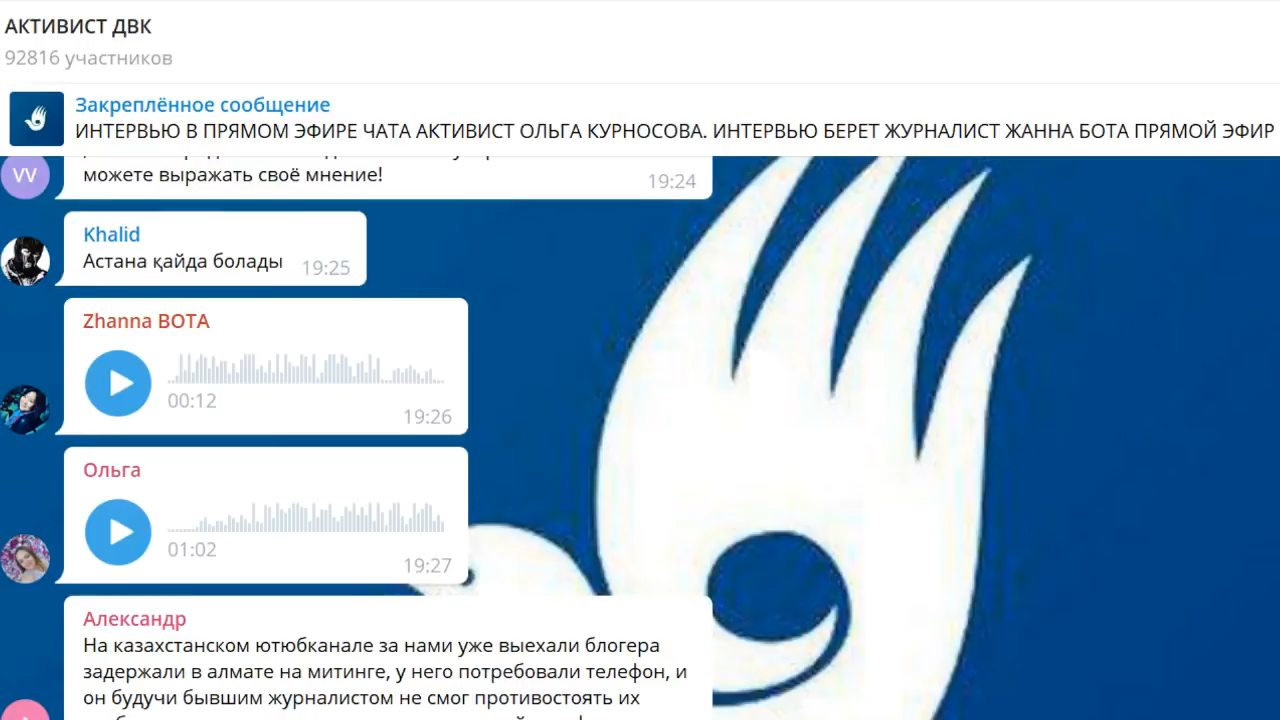 АКТИВИСТ ДВК
92816 участников
Закреплённое сообщение
ИНТЕРВЬЮ В ПРЯМОМ ЭФИРЕ ЧАТА АКТИВИСТ ОЛЬГА КУРНОСОВА. ИНТЕРВЬЮ БЕРЕТ ЖУРНАЛИСТ ЖАННА БОТА ПРЯМОЙ ЭФИР
VV
можете выражать своё мнение!
19:24
Khalid
Астана қайда болады
19:25
Zhanna BOTA
00:12
19:26
Ольга
01:02
19:27
Александр
На казахстанском ютюбканале за нами уже выехали блогера
задержали в алмате на митинге, у него потребовали телефон, и
он будучи бывшим журналистом не смог противостоять их